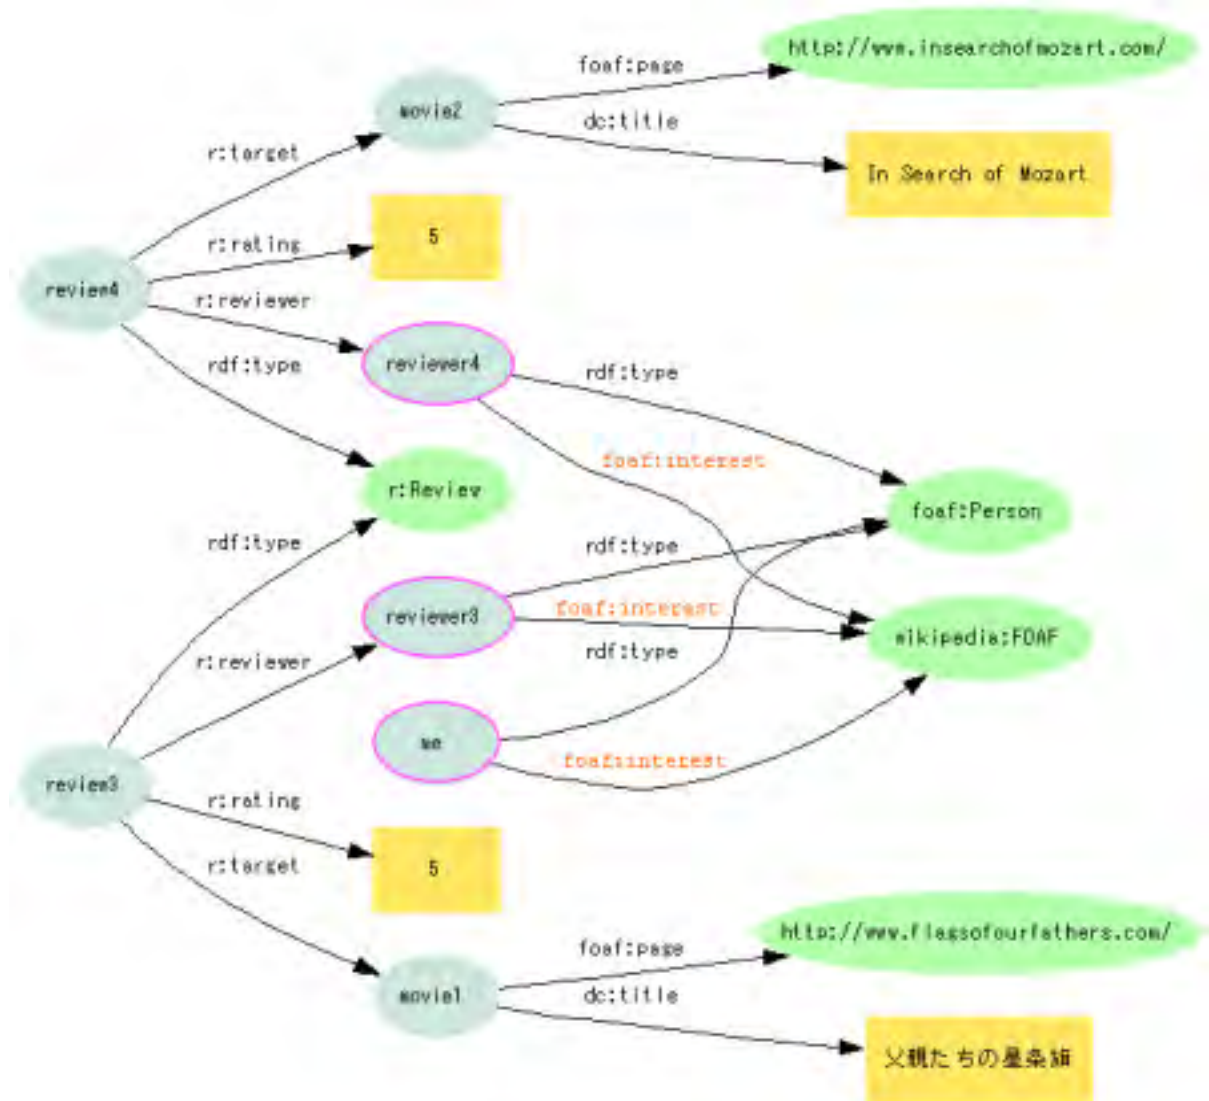 http://www.insearchofmozart.com/
foaf:page
movie2
dc:title
r:target
In Search of Mozart
r:rating
5
review4
r:reviewer
rdf:type
reviewer4
rdf:type
foaf:interest
r:Review
foaf:Person
rdf:type
rdf:type
foaf:interest
reviewer3
wikipedia:FOAF
rdf:type
r:reviewer
me
foaf:interest
review3
r:rating
5
r:target
http://www.flagsofourfathers.com/
foaf:page
movie1
dc:title
父親たちの星条旗